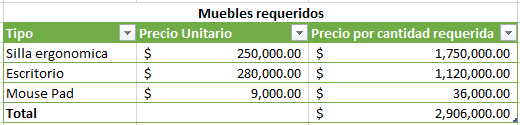 Muebles requeridos
Tipo Precio Unitario Precio por cantidad requerida
Silla ergonomica $ 250,000.00 $ 1,750,000.00
Escritorio $ 280,000.00 $ 1,120,000.00
Mouse Pad $ 9,000.00 $ 36,000.00
Total $ 2,906,000.00